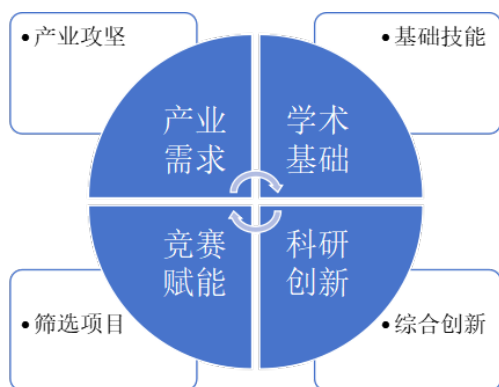 • 产业攻坚
• 基础技能
产业
需求
学术
基础
竞赛
赋能
科研
创新
• 筛选项目
• 综合创新